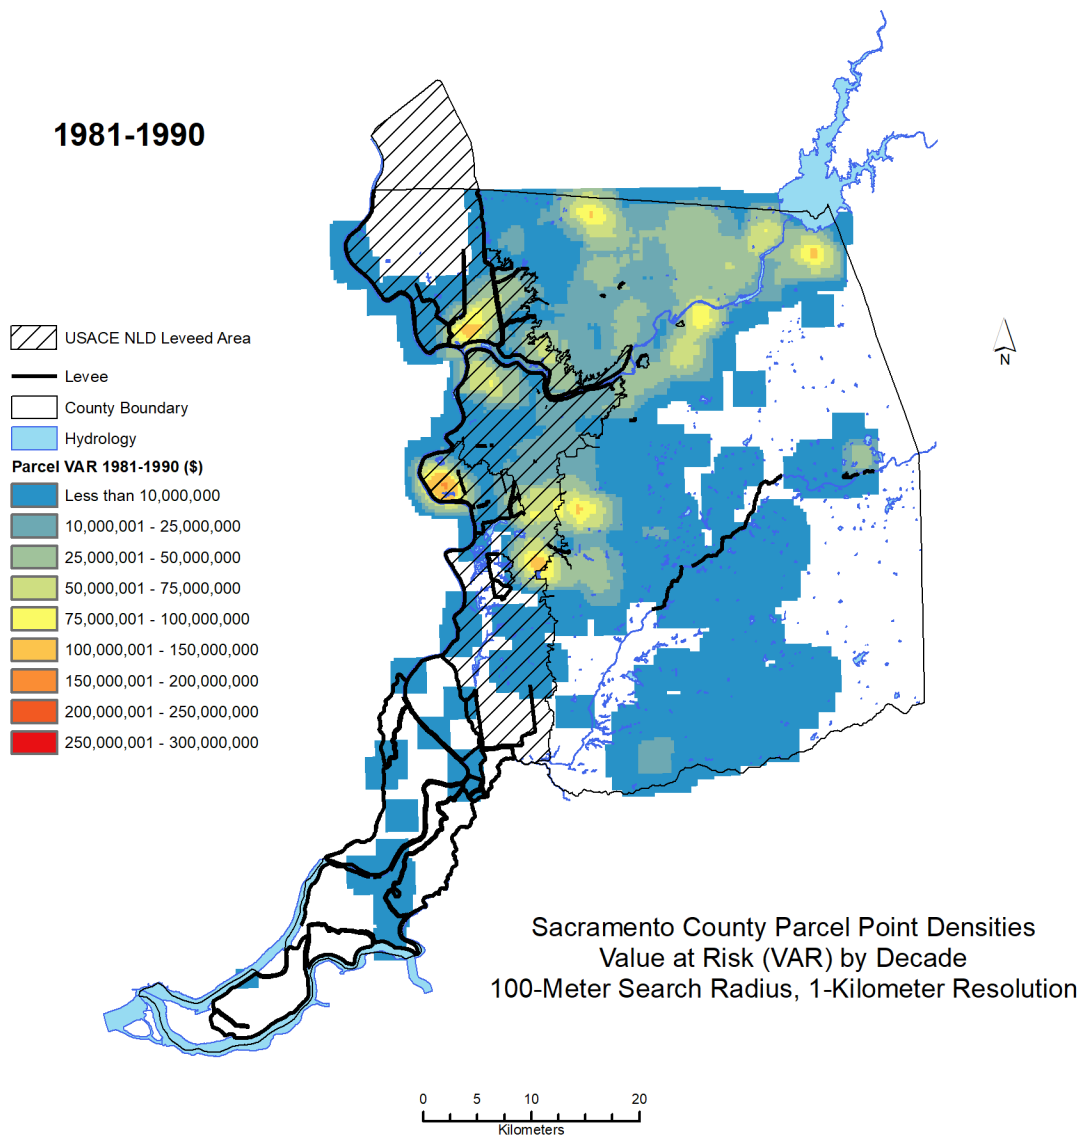 1981-1990
USACE NLD Leveed Area
Levee
County Boundary
Hydrology
Parcel VAR 1981-1990 ($)
Less than 10,000,000
10,000,001 - 25,000,000
25,000,001 - 50,000,000
50,000,001 - 75,000,000
75,000,001 - 100,000,000
100,000,001 - 150,000,000
150,000,001 - 200,000,000
200,000,001 - 250,000,000
250,000,001 - 300,000,000
N
Sacramento County Parcel Point Densities
Value at Risk (VAR) by Decade
100-Meter Search Radius, 1-Kilometer Resolution
0 5 10 20
Kilometers